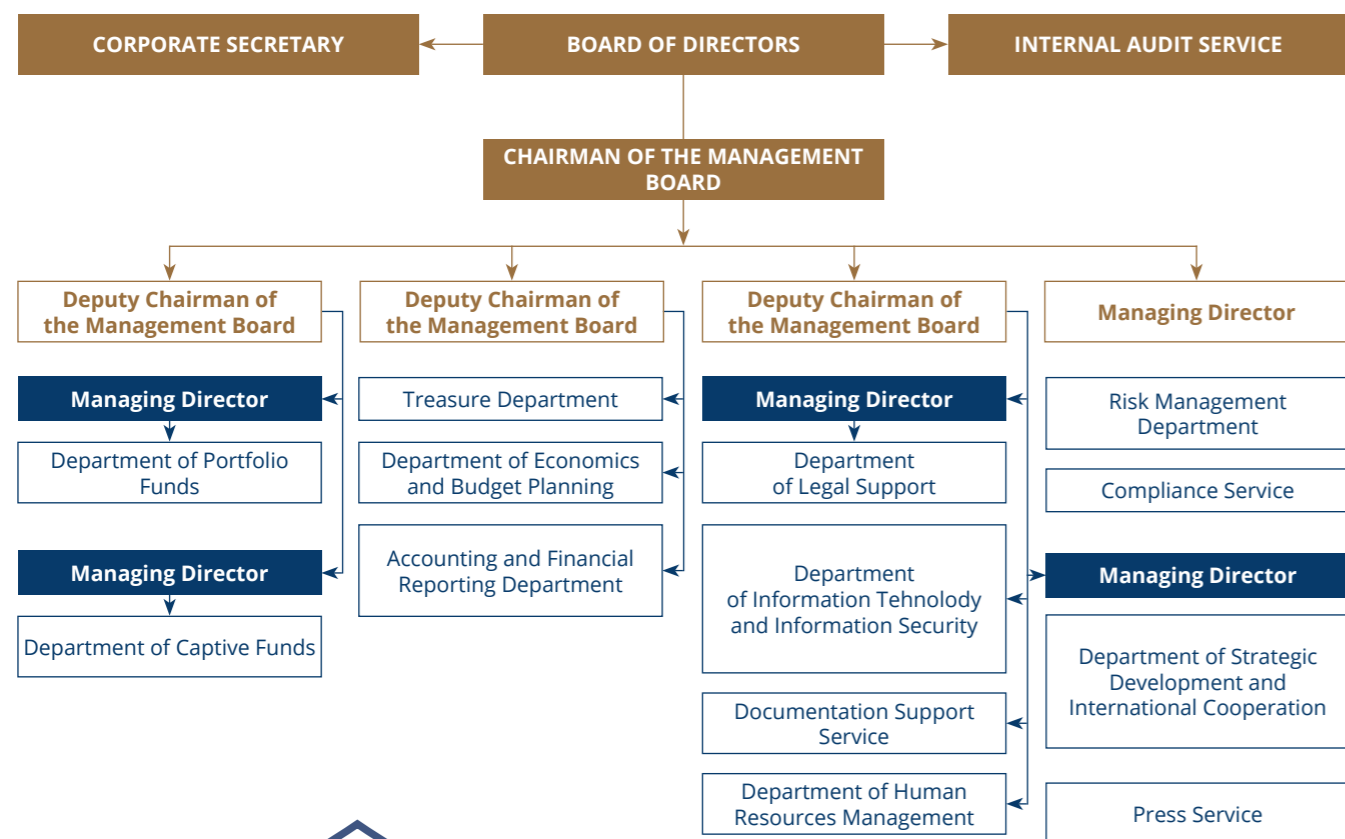 CORPORATE SECRETARY
BOARD OF DIRECTORS
INTERNAL AUDIT SERVICE
CHAIRMAN OF THE MANAGEMENT
BOARD
Deputy Chairman of
the Management Board
Deputy Chairman of
the Management Board
Deputy Chairman of
the Management Board
Managing Director
Managing Director
Department of Portfolio
Funds
Managing Director
Department of Captive Funds
Treasure Department
Department of Economics
and Budget Planning
Accounting and Financial
Reporting Department
Managing Director
Department
of Legal Support
Department
of Information Tehnolody
and Information Security
Documentation Support
Service
Department of Human
Resources Management
Risk Management
Department
Compliance Service
Managing Director
Department of Strategic
Development and
International Cooperation
Press Service